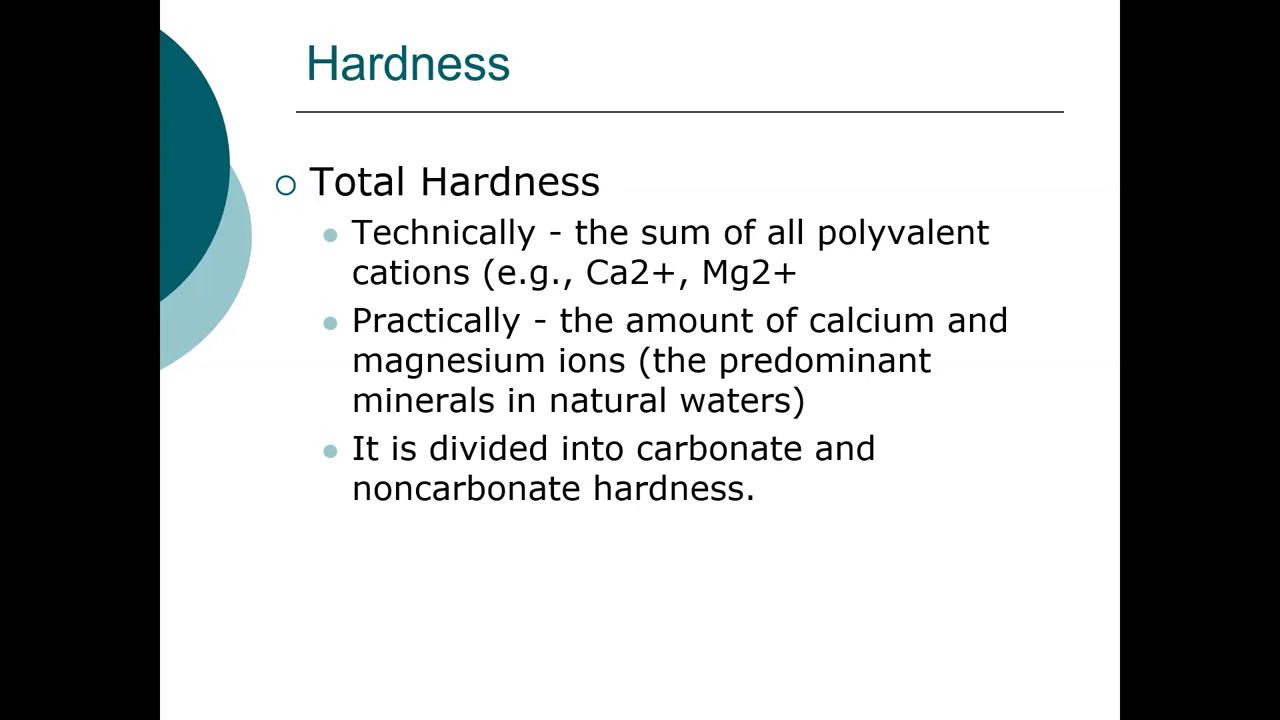 Hardness
Total Hardness
Technically - the sum of all polyvalent
cations (e.g., Ca2+, Mg2+
Practically - the amount of calcium and
magnesium ions (the predominant
minerals in natural waters)
It is divided into carbonate and
noncarbonate hardness.